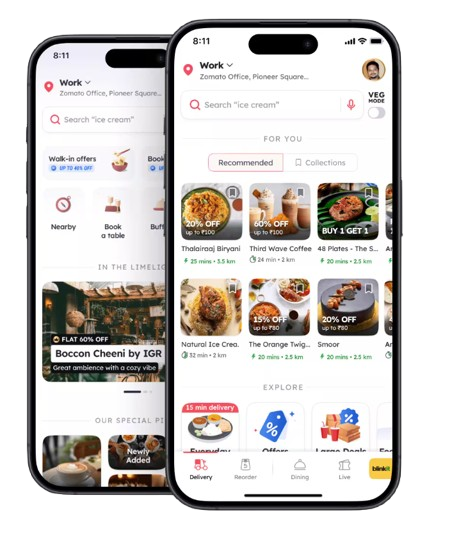 8:11
Work
Zomato Office, Pioneer Square...
Search "ice cream"
Walk-in offers
UP TO 40% OFF
Book
Nearby
Book
a table
Buf
IN THE LIMELIG
FLAT 60% OFF
Boccon Cheeni by IGR
Great ambience with a cozy vibe
OUR SPECIAL PI
Newly
Added
8:11
Work
Zomato Office, Pioneer Square...
Search "ice cream"
VEG
MODE
FOR YOU
Recommended
Collections
20% OFF
up to ₹100
60% OFF
up to ₹100
BUY 1 GET 1
Thalairaaj Biryani
Third Wave Coffee
48 Plates - The S...
25 mins • 3.5 km
24 min • 2 km
20 mins • 2.5 km
15% OFF
up to ₹80
20% OFF
up to ₹80
Natural Ice Crea.
The Orange Twig...
Smoor
32 min • 2 km
20 mins • 2.5 km
20 mins • 2.5 km
EXPLORE
15 min delivery
Everyday
Offers
Large Deals
Delivery
Reorder
Dining
Live
blinkit